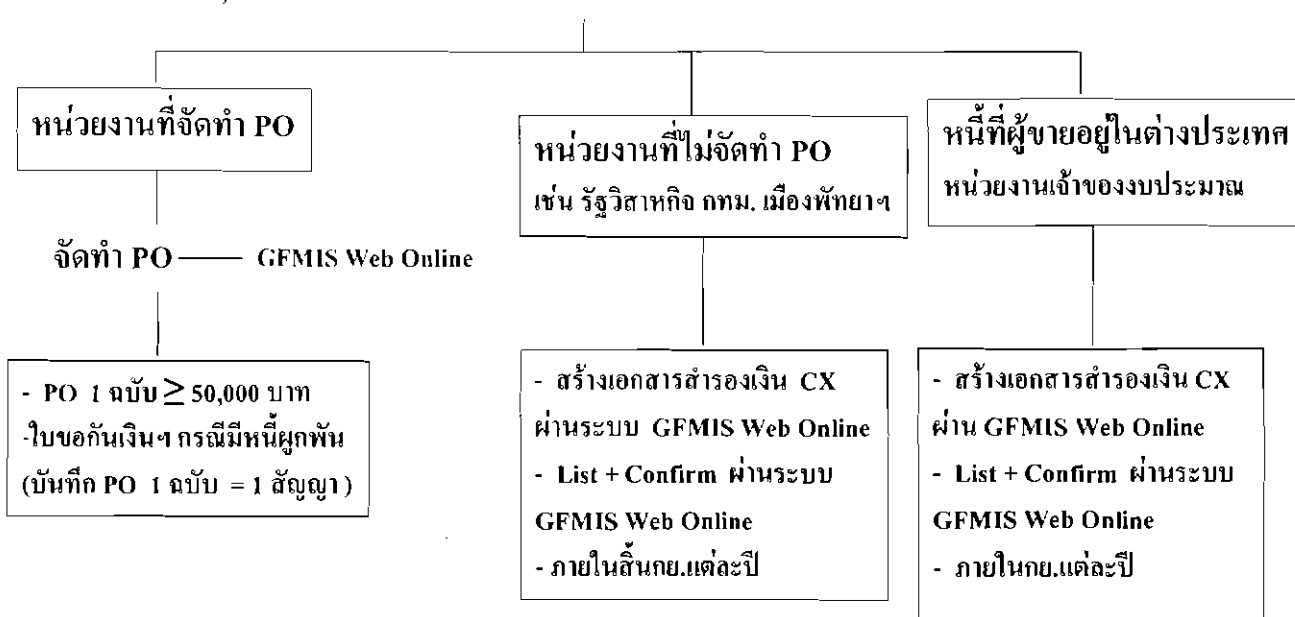 หน่วยงานที่จัดทำ PO
จัดทำ PO —— GFMIS Web Online
- PO 1 ฉบับ ≥ 50,000 บาท
-ใบขอกันเงินฯ กรณีมีหนี้ผูกพัน
(บันทึก PO 1 ฉบับ = 1 สัญญา)
หน่วยงานที่ไม่จัดทำ PO
เช่น รัฐวิสาหกิจ กทม. เมืองพัทยาฯ
- สร้างเอกสารสำรองเงิน CX
ผ่านระบบ GFMIS Web Online
- List + Confirm ผ่านระบบ
GFMIS Web Online
- ภายในสิ้นกย.แต่ละปี
หนี้ที่ผู้ขายอยู่ในต่างประเทศ
หน่วยงานเจ้าของงบประมาณ
- สร้างเอกสารสำรองเงิน CX
ผ่าน GFMIS Web Online
- List + Confirm ผ่านระบบ
GFMIS Web Online
- ภายในกย.แต่ละปี